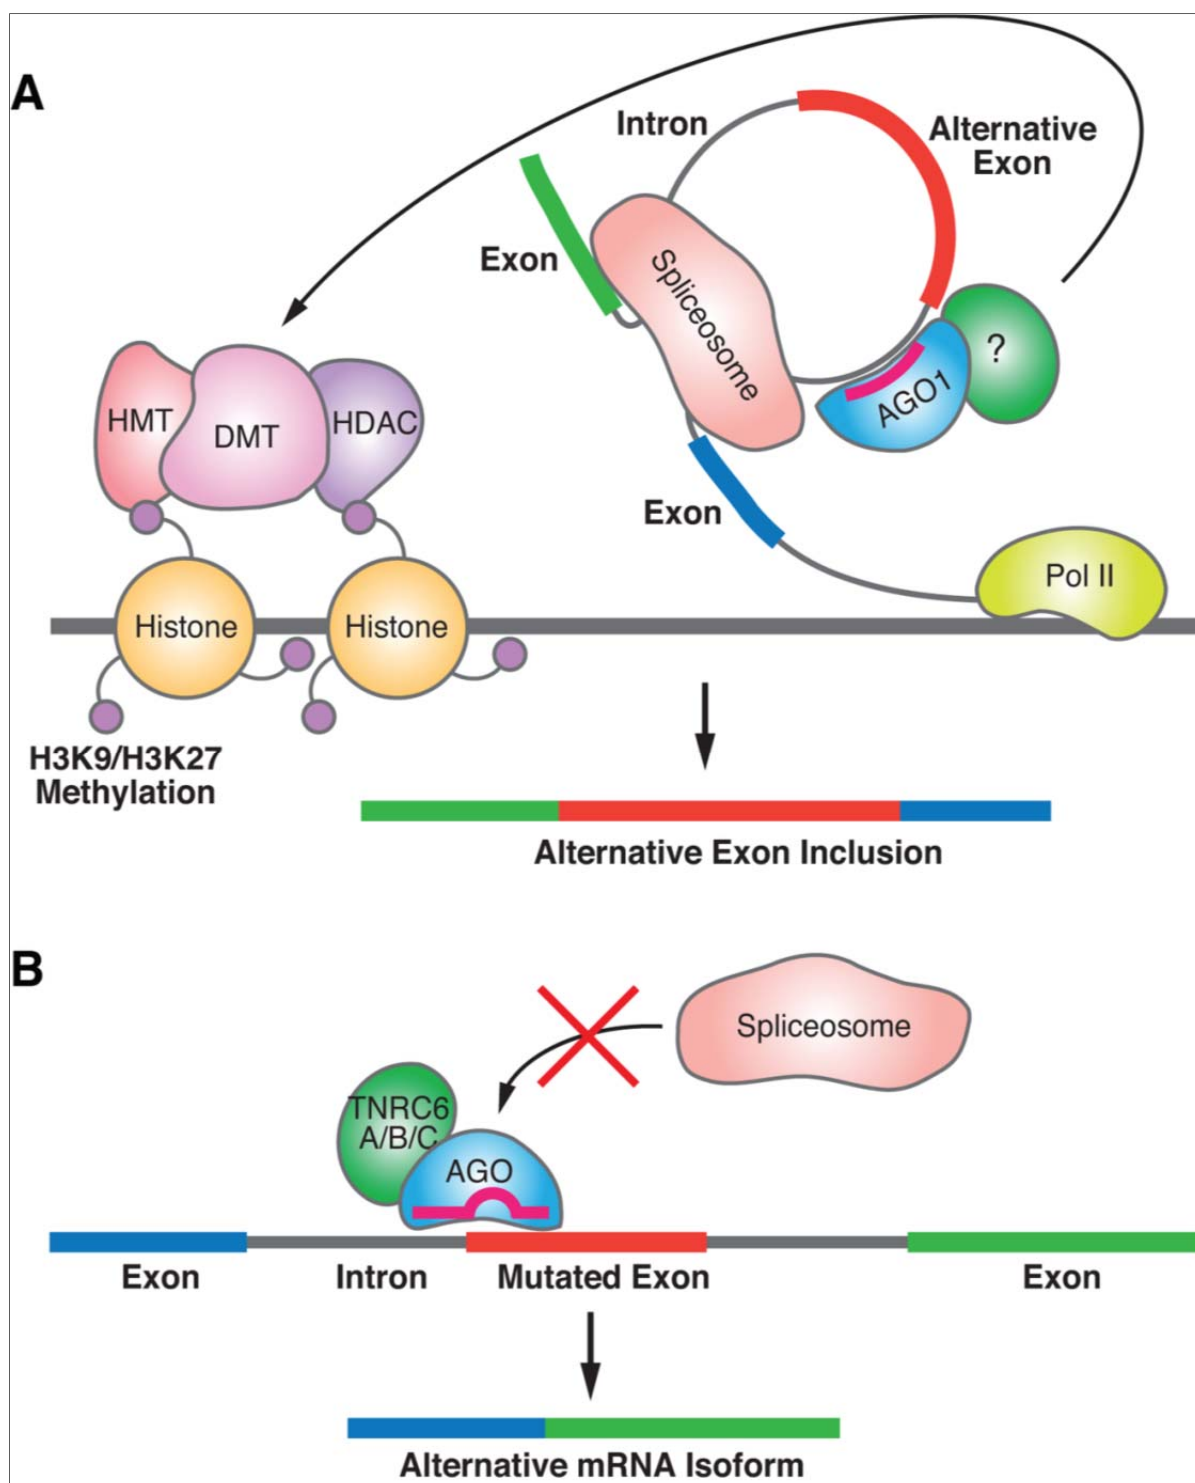 A
Intron
Alternative
Exon
Exon
Spliceosome
?
AGO1
HMT
DMT
HDAC
Exon
Pol II
Histone
Histone
H3K9/H3K27
Methylation
Alternative Exon Inclusion
B
Spliceosome
TNRC6
A/B/C
AGO
Exon
Intron
Mutated Exon
Exon
Alternative mRNA Isoform